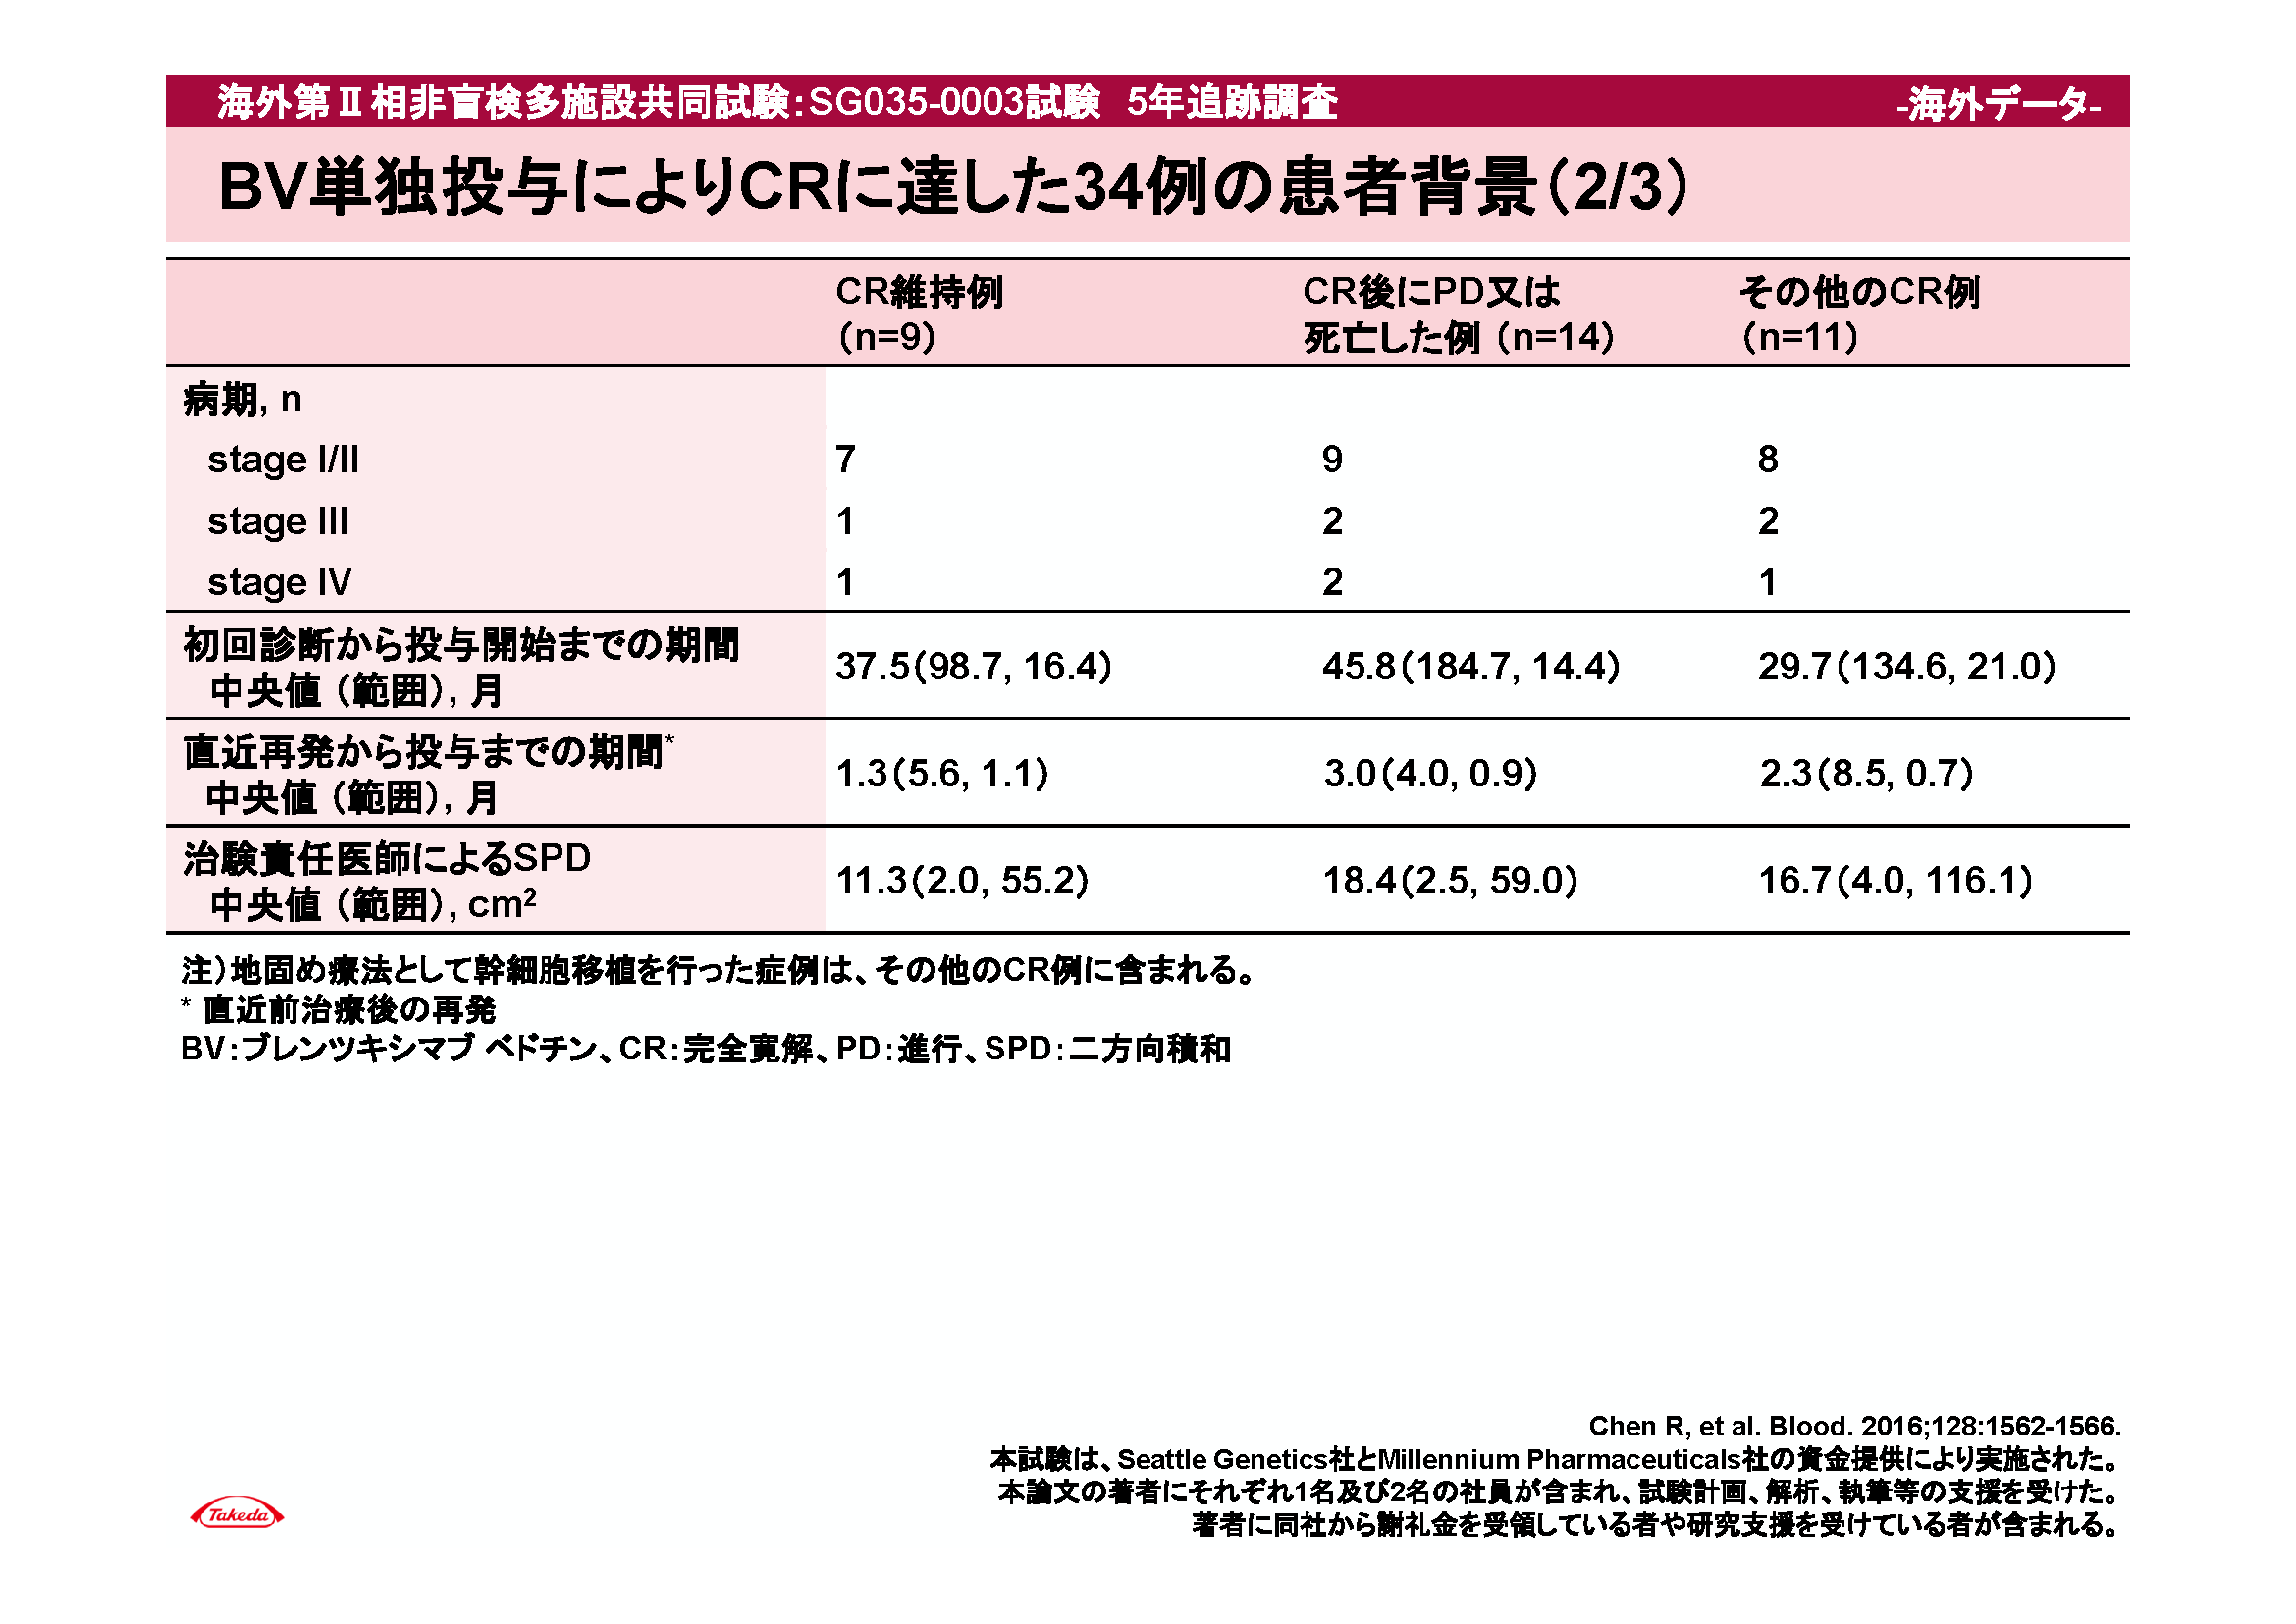 海外第Ⅱ相非盲検多施設共同試験：SG035-0003試験　5年追跡調査　-海外データ-
BV単独投与によりCRに達した34例の患者背景（2/3）
CR維持例　CR後にPD又は　その他のCR例
（n=9）　死亡した例（n=14）　（n=11）
病期, n
stage I/II　7　9　8
stage III　1　2　2
stage IV　1　2　1
初回診断から投与開始までの期間
中央値（範囲）, 月　37.5（98.7, 16.4）　45.8（184.7, 14.4）　29.7（134.6, 21.0）
直近再発から投与までの期間*
中央値（範囲）, 月　1.3（5.6, 1.1）　3.0（4.0, 0.9）　2.3（8.5, 0.7）
治験責任医師によるSPD
中央値（範囲）, cm²　11.3（2.0, 55.2）　18.4（2.5, 59.0）　16.7（4.0, 116.1）
注）地固め療法として幹細胞移植を行った症例は、その他のCR例に含まれる。
* 直近前治療後の再発
BV：ブレンツキシマブ ベドチン、CR：完全寛解、PD：進行、SPD：二方向積和
Chen R, et al. Blood. 2016;128:1562-1566.
本試験は、Seattle Genetics社とMillennium Pharmaceuticals社の資金提供により実施された。
本論文の著者にそれぞれ1名及び2名の社員が含まれ、試験計画、解析、執筆等の支援を受けた。
著者に同社から謝礼金を受領している者や研究支援を受けている者が含まれる。
Takeda